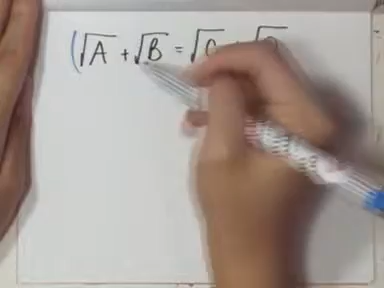 (√A + √B = √C